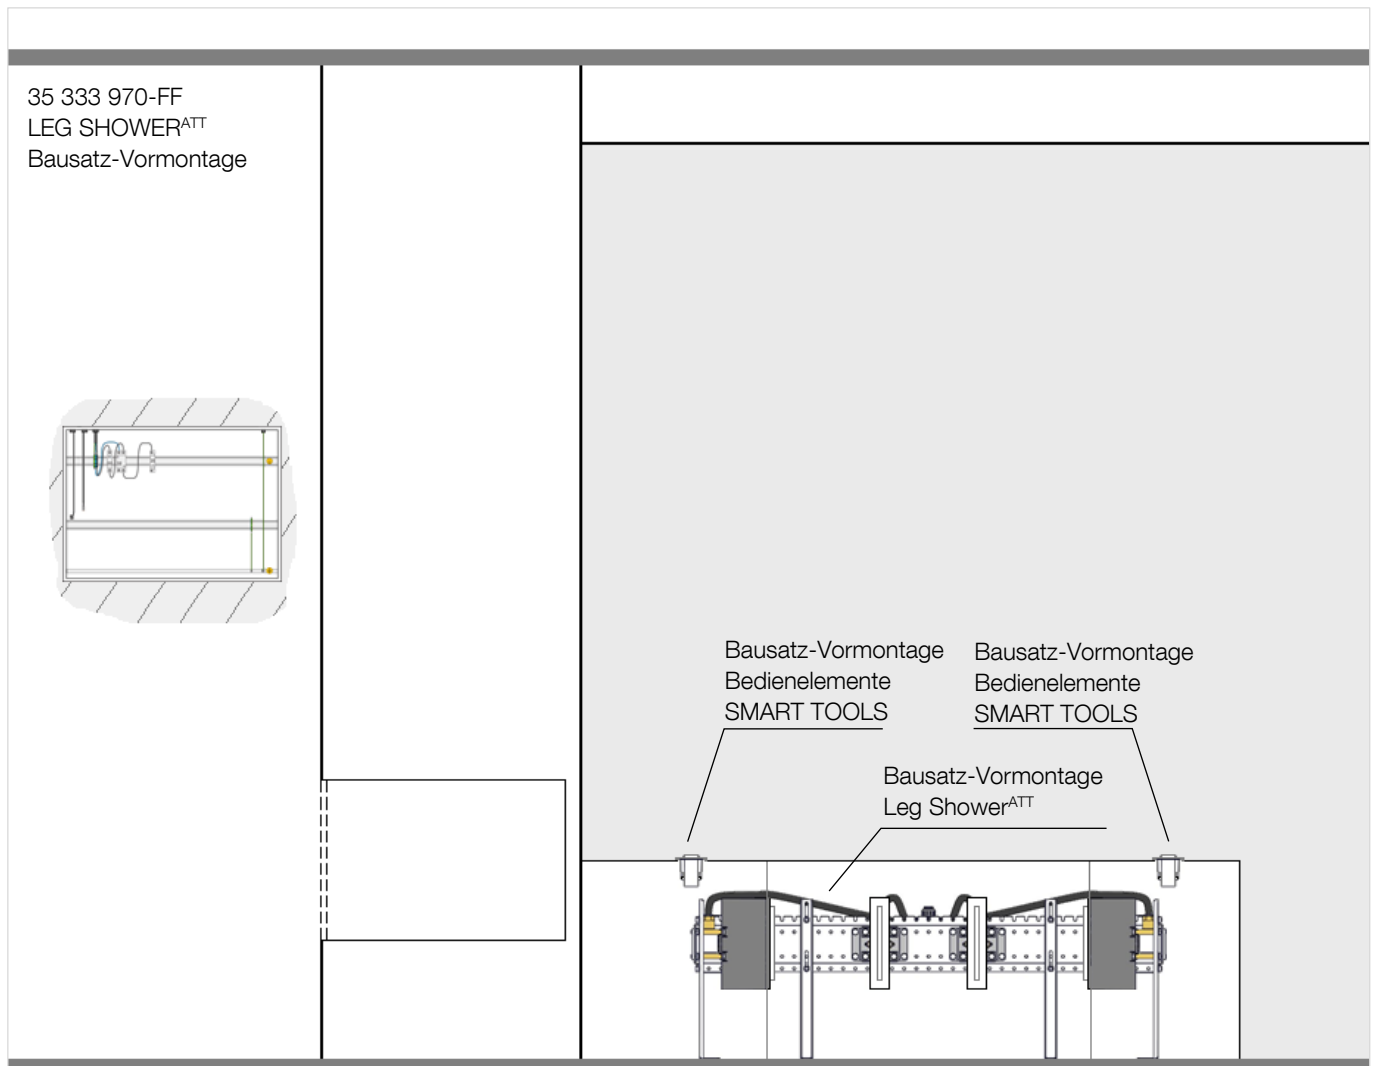 35 333 970-FF
LEG SHOWERATT
Bausatz-Vormontage
Bausatz-Vormontage
Bedienelemente
SMART TOOLS
Bausatz-Vormontage
Bedienelemente
SMART TOOLS
Bausatz-Vormontage
Leg ShowerATT